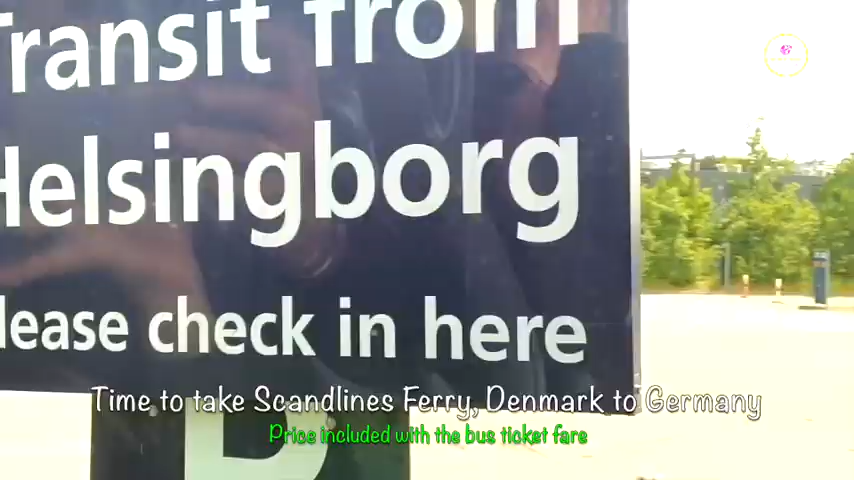 Transit from
Helsingborg
Please check in here
Time to take Scandlines Ferry, Denmark to Germany
Price included with the bus ticket fare